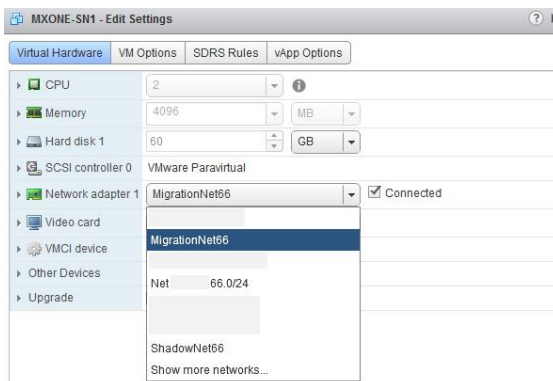 MXONE-SN1 - Edit Settings ?
Virtual Hardware VM Options SDRS Rules vApp Options
CPU 2
Memory 4096 MB
Hard disk 1 60 GB
SCSI controller 0 VMware Paravirtual
Network adapter 1 MigrationNet66 Connected
Video card
MigrationNet66
VMCI device
Other Devices Net 66.0/24
Upgrade
ShadowNet66
Show more networks...